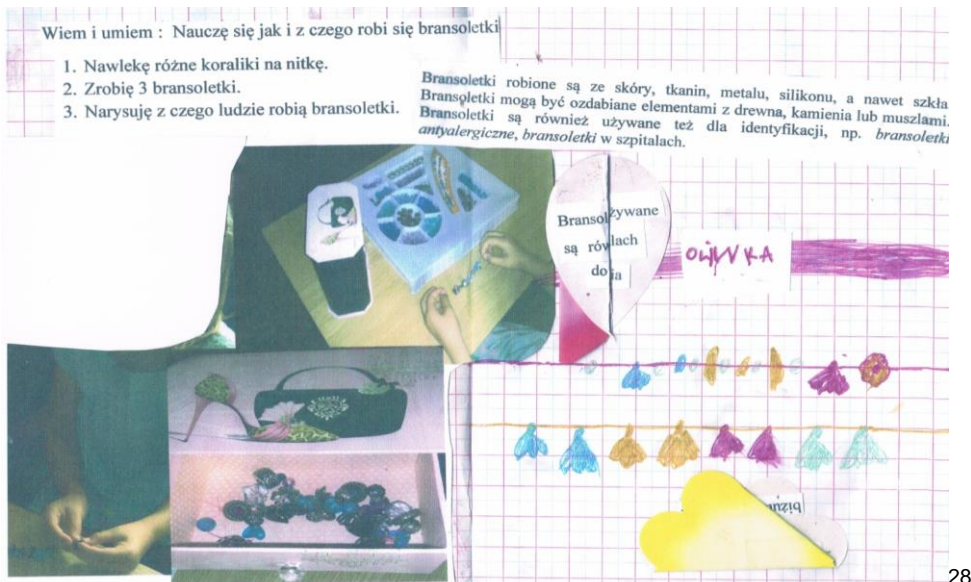 Wiem i umiem : Nauczę się jak i z czego robi się bransoletki
1. Nawlekę różne koraliki na nitkę.
2. Zrobię 3 bransoletki.
3. Narysuję z czego ludzie robią bransoletki.
Bransoletki robione są ze skóry, tkanin, metalu, silikonu, a nawet szkła
Bransoletki mogą być ozdabiane elementami z drewna, kamienia lub muszlami.
Bransoletki są również używane też dla identyfikacji, np. bransoletki
antyalergiczne, bransoletki w szpitalach.
Bransol żywane
są rów lach
do ia
OLIWKA
biżu
28